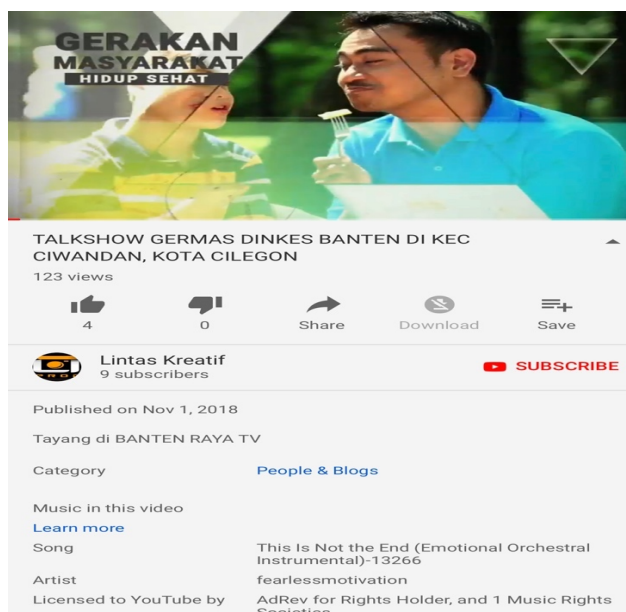 GERAKAN
MASYARAKAT
HIDUP SEHAT
TALKSHOW GERMAS DINKES BANTEN DI KEC
CIWANDAN, KOTA CILEGON
123 views
4
0
Share
Download
Save
Lintas Kreatif
9 subscribers
SUBSCRIBE
Published on Nov 1, 2018
Tayang di BANTEN RAYA TV
Category
People & Blogs
Music in this video
Learn more
Song
This Is Not the End (Emotional Orchestral
Instrumental)-13266
Artist
fearlessmotivation
Licensed to YouTube by
AdRev for Rights Holder, and 1 Music Rights